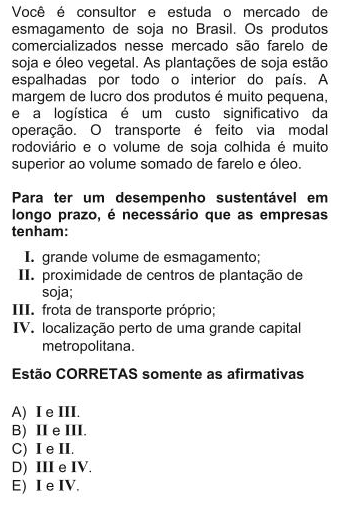 Você é consultor e estuda o mercado de
esmagamento de soja no Brasil. Os produtos
comercializados nesse mercado são farelo de
soja e óleo vegetal. As plantações de soja estão
espalhadas por todo o interior do país. A
margem de lucro dos produtos é muito pequena,
e a logística é um custo significativo da
operação. O transporte é feito via modal
rodoviário e o volume de soja colhida é muito
superior ao volume somado de farelo e óleo.
Para ter um desempenho sustentável em
longo prazo, é necessário que as empresas
tenham:
I. grande volume de esmagamento;
II. proximidade de centros de plantação de
soja;
III. frota de transporte próprio;
IV. localização perto de uma grande capital
metropolitana.
Estão CORRETAS somente as afirmativas
A) I e III.
B) II e III.
C) I e II.
D) III e IV.
E) I e IV.